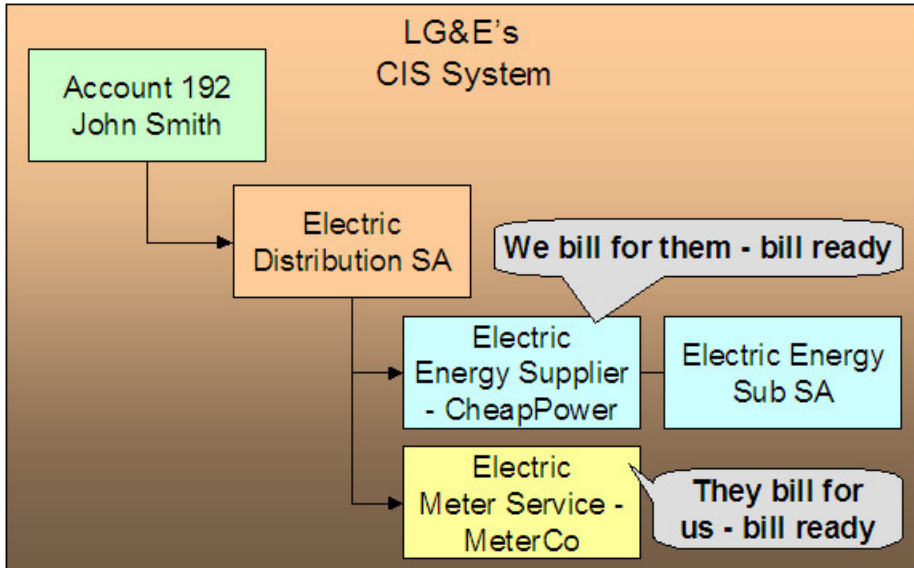 LG&E's
CIS System
Account 192
John Smith
Electric
Distribution SA
We bill for them - bill ready
Electric
Energy Supplier
- CheapPower
Electric Energy
Sub SA
Electric
Meter Service -
MeterCo
They bill for
us - bill ready